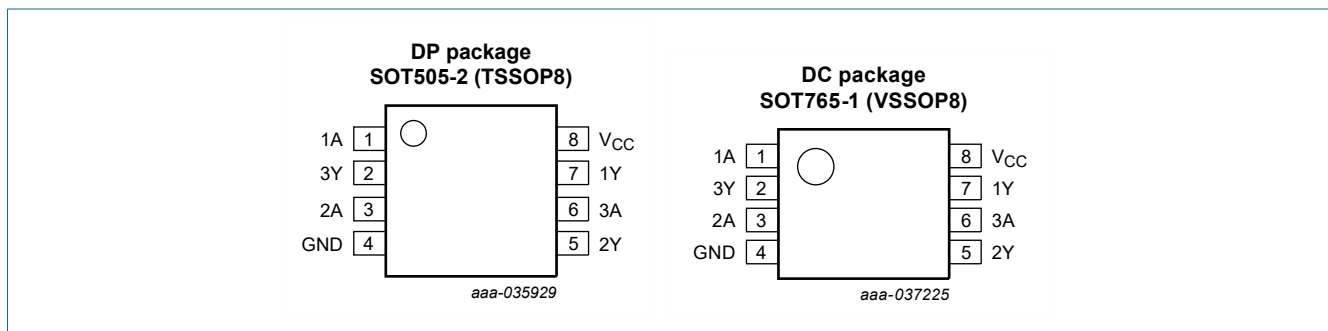 DP package
SOT505-2 (TSSOP8)
1A 1 8 VCC
3Y 2 7 1Y
2A 3 6 3A
GND 4 5 2Y
aaa-035929
DC package
SOT765-1 (VSSOP8)
1A 1 8 VCC
3Y 2 7 1Y
2A 3 6 3A
GND 4 5 2Y
aaa-037225